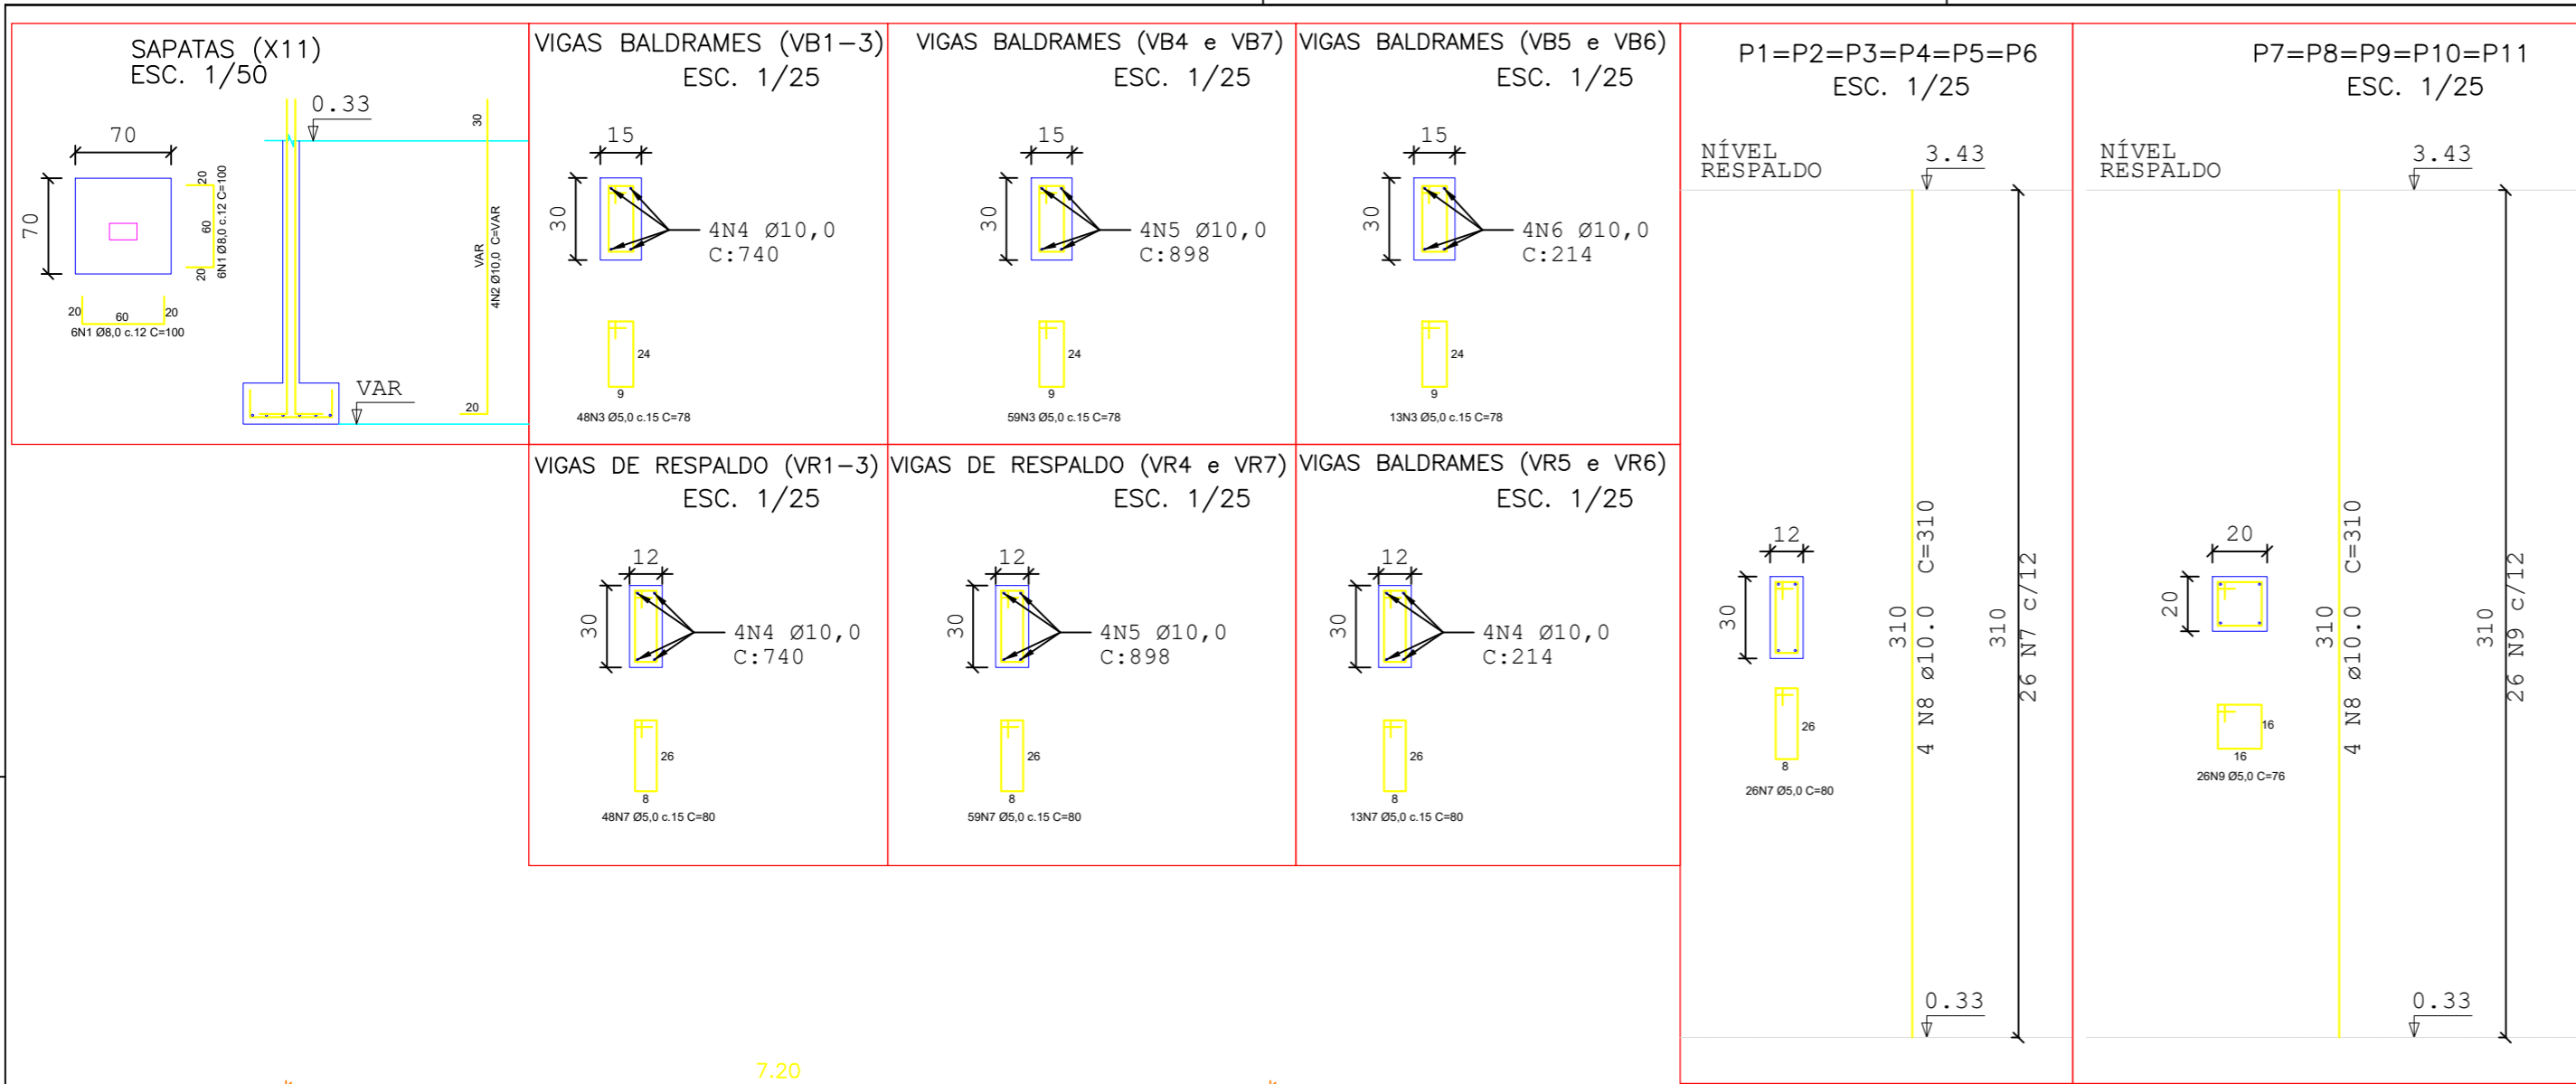 SAPATAS (X11)
ESC. 1/50
70
70
20
60
20
6N1 Ø8,0 c.12 C=100
20
60
20
6N1 Ø8,0 c.12 C=100
0.33
30
VAR
4N2 Ø10,0 C=VAR
20
VAR
VIGAS BALDRAMES (VB1-3)
ESC. 1/25
15
30
4N4 Ø10,0
C:740
24
9
48N3 Ø5,0 c.15 C=78
VIGAS BALDRAMES (VB4 e VB7)
ESC. 1/25
15
30
4N5 Ø10,0
C:898
24
9
59N3 Ø5,0 c.15 C=78
VIGAS BALDRAMES (VB5 e VB6)
ESC. 1/25
15
30
4N6 Ø10,0
C:214
24
9
13N3 Ø5,0 c.15 C=78
VIGAS DE RESPALDO (VR1-3)
ESC. 1/25
12
30
4N4 Ø10,0
C:740
26
8
48N7 Ø5,0 c.15 C=80
VIGAS DE RESPALDO (VR4 e VR7)
ESC. 1/25
12
30
4N5 Ø10,0
C:898
26
8
59N7 Ø5,0 c.15 C=80
VIGAS BALDRAMES (VR5 e VR6)
ESC. 1/25
12
30
4N4 Ø10,0
C:214
26
8
13N7 Ø5,0 c.15 C=80
P1=P2=P3=P4=P5=P6
ESC. 1/25
NÍVEL
RESPALDO
3.43
12
30
26
8
26N7 Ø5,0 C=80
310
4 N8 ø10.0 C=310
310
26 N7 c/12
0.33
P7=P8=P9=P10=P11
ESC. 1/25
NÍVEL
RESPALDO
3.43
20
20
16
16
26N9 Ø5,0 C=76
310
4 N8 ø10.0 C=310
310
26 N9 c/12
0.33
7.20